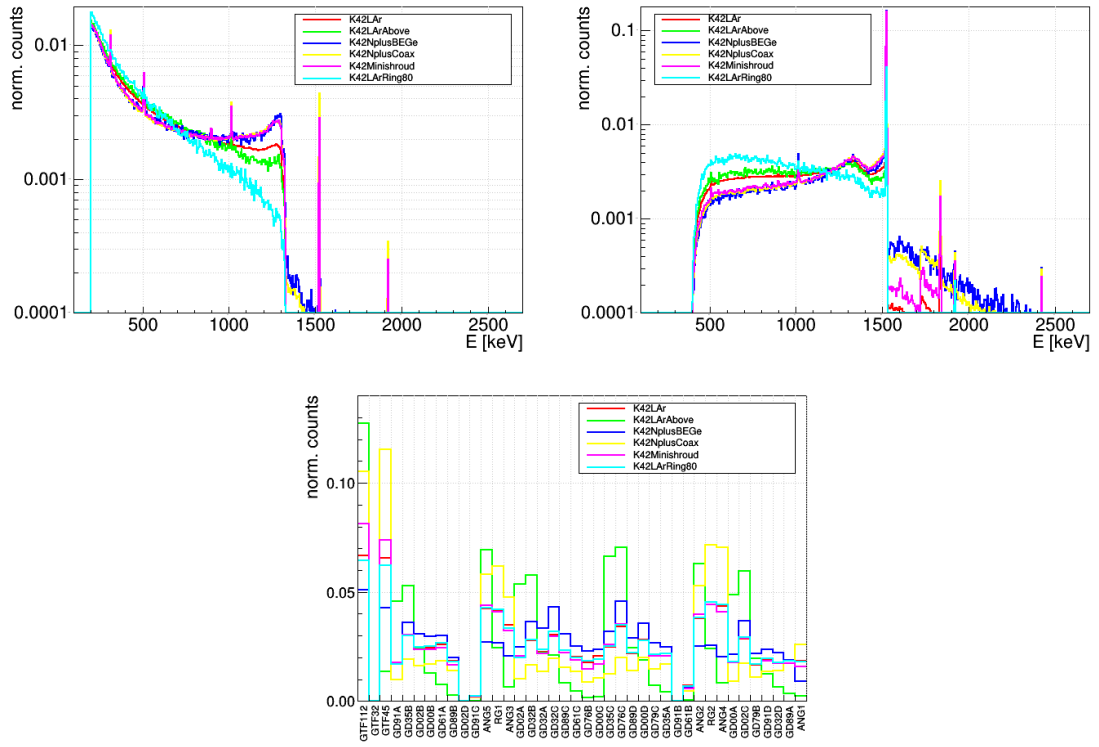 norm. counts
0.01
0.001
0.0001
K42LAr
K42LArAbove
K42NplusBEGe
K42NplusCoax
K42Minishroud
K42LArRing80
500
1000
1500
2000
2500
E [keV]
norm. counts
0.1
0.01
0.001
0.0001
K42LAr
K42LArAbove
K42NplusBEGe
K42NplusCoax
K42Minishroud
K42LArRing80
500
1000
1500
2000
2500
E [keV]
norm. counts
0.10
0.05
0.00
K42LAr
K42LArAbove
K42NplusBEGe
K42NplusCoax
K42Minishroud
K42LArRing80
GTF112
GTF32
GTF45
GD91A
GD35B
GD02B
GD00B
GD61A
GD89B
GD02D
GD91C
ANG5
RG1
ANG3
GD02A
GD32B
GD32A
GD32C
GD89C
GD61C
GD76B
GD00C
GD35C
GD76C
GD89D
GD00D
GD79C
GD35A
GD91B
GD61B
ANG2
RG2
ANG4
GD00A
GD02C
GD79B
GD91D
GD32D
GD89A
ANG1